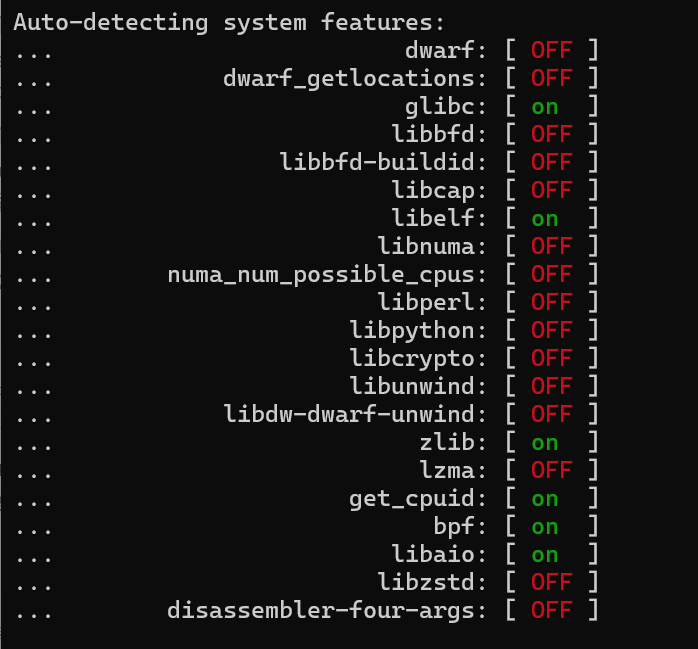 Auto-detecting system features:
... dwarf: [ OFF ]
... dwarf_getlocations: [ OFF ]
... glibc: [ on ]
... libbfd: [ OFF ]
... libbfd-buildid: [ OFF ]
... libcap: [ OFF ]
... libelf: [ on ]
... libnuma: [ OFF ]
... numa_num_possible_cpus: [ OFF ]
... libperl: [ OFF ]
... libpython: [ OFF ]
... libcrypto: [ OFF ]
... libunwind: [ OFF ]
... libdw-dwarf-unwind: [ OFF ]
... zlib: [ on ]
... lzma: [ OFF ]
... get_cpuid: [ on ]
... bpf: [ on ]
... libaio: [ on ]
... libzstd: [ OFF ]
... disassembler-four-args: [ OFF ]